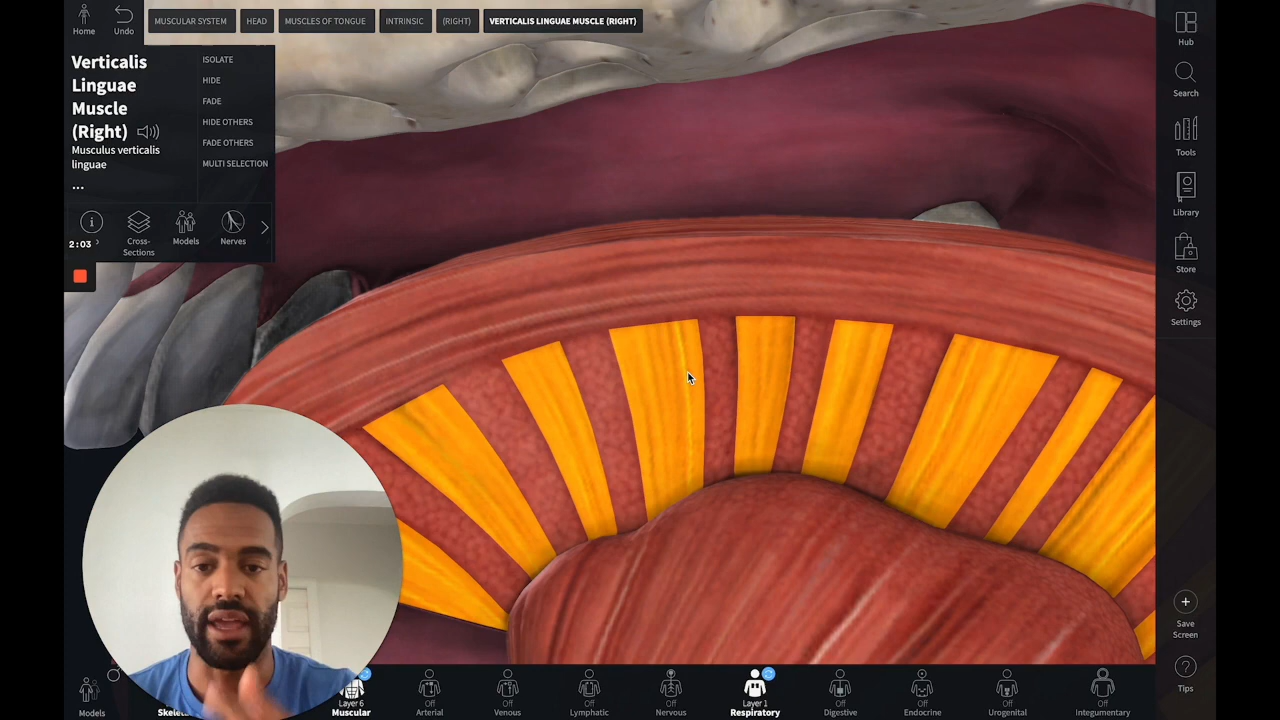 Home
Undo
MUSCULAR SYSTEM
HEAD
MUSCLES OF TONGUE
INTRINSIC
(RIGHT)
VERTICALIS LINGUAE MUSCLE (RIGHT)
Verticalis
Linguae
Muscle
(Right)
Musculus verticalis
linguae
...
ISOLATE
HIDE
FADE
HIDE OTHERS
FADE OTHERS
MULTI SELECTION
2:03
Cross-
Sections
Models
Nerves
Hub
Search
Tools
Library
Store
Settings
Save
Screen
Tips
Models
Skelet
Layer 6
Muscular
Off
Arterial
Off
Venous
Off
Lymphatic
Off
Nervous
Layer 1
Respiratory
Off
Digestive
Off
Endocrine
Off
Urogenital
Off
Integumentary